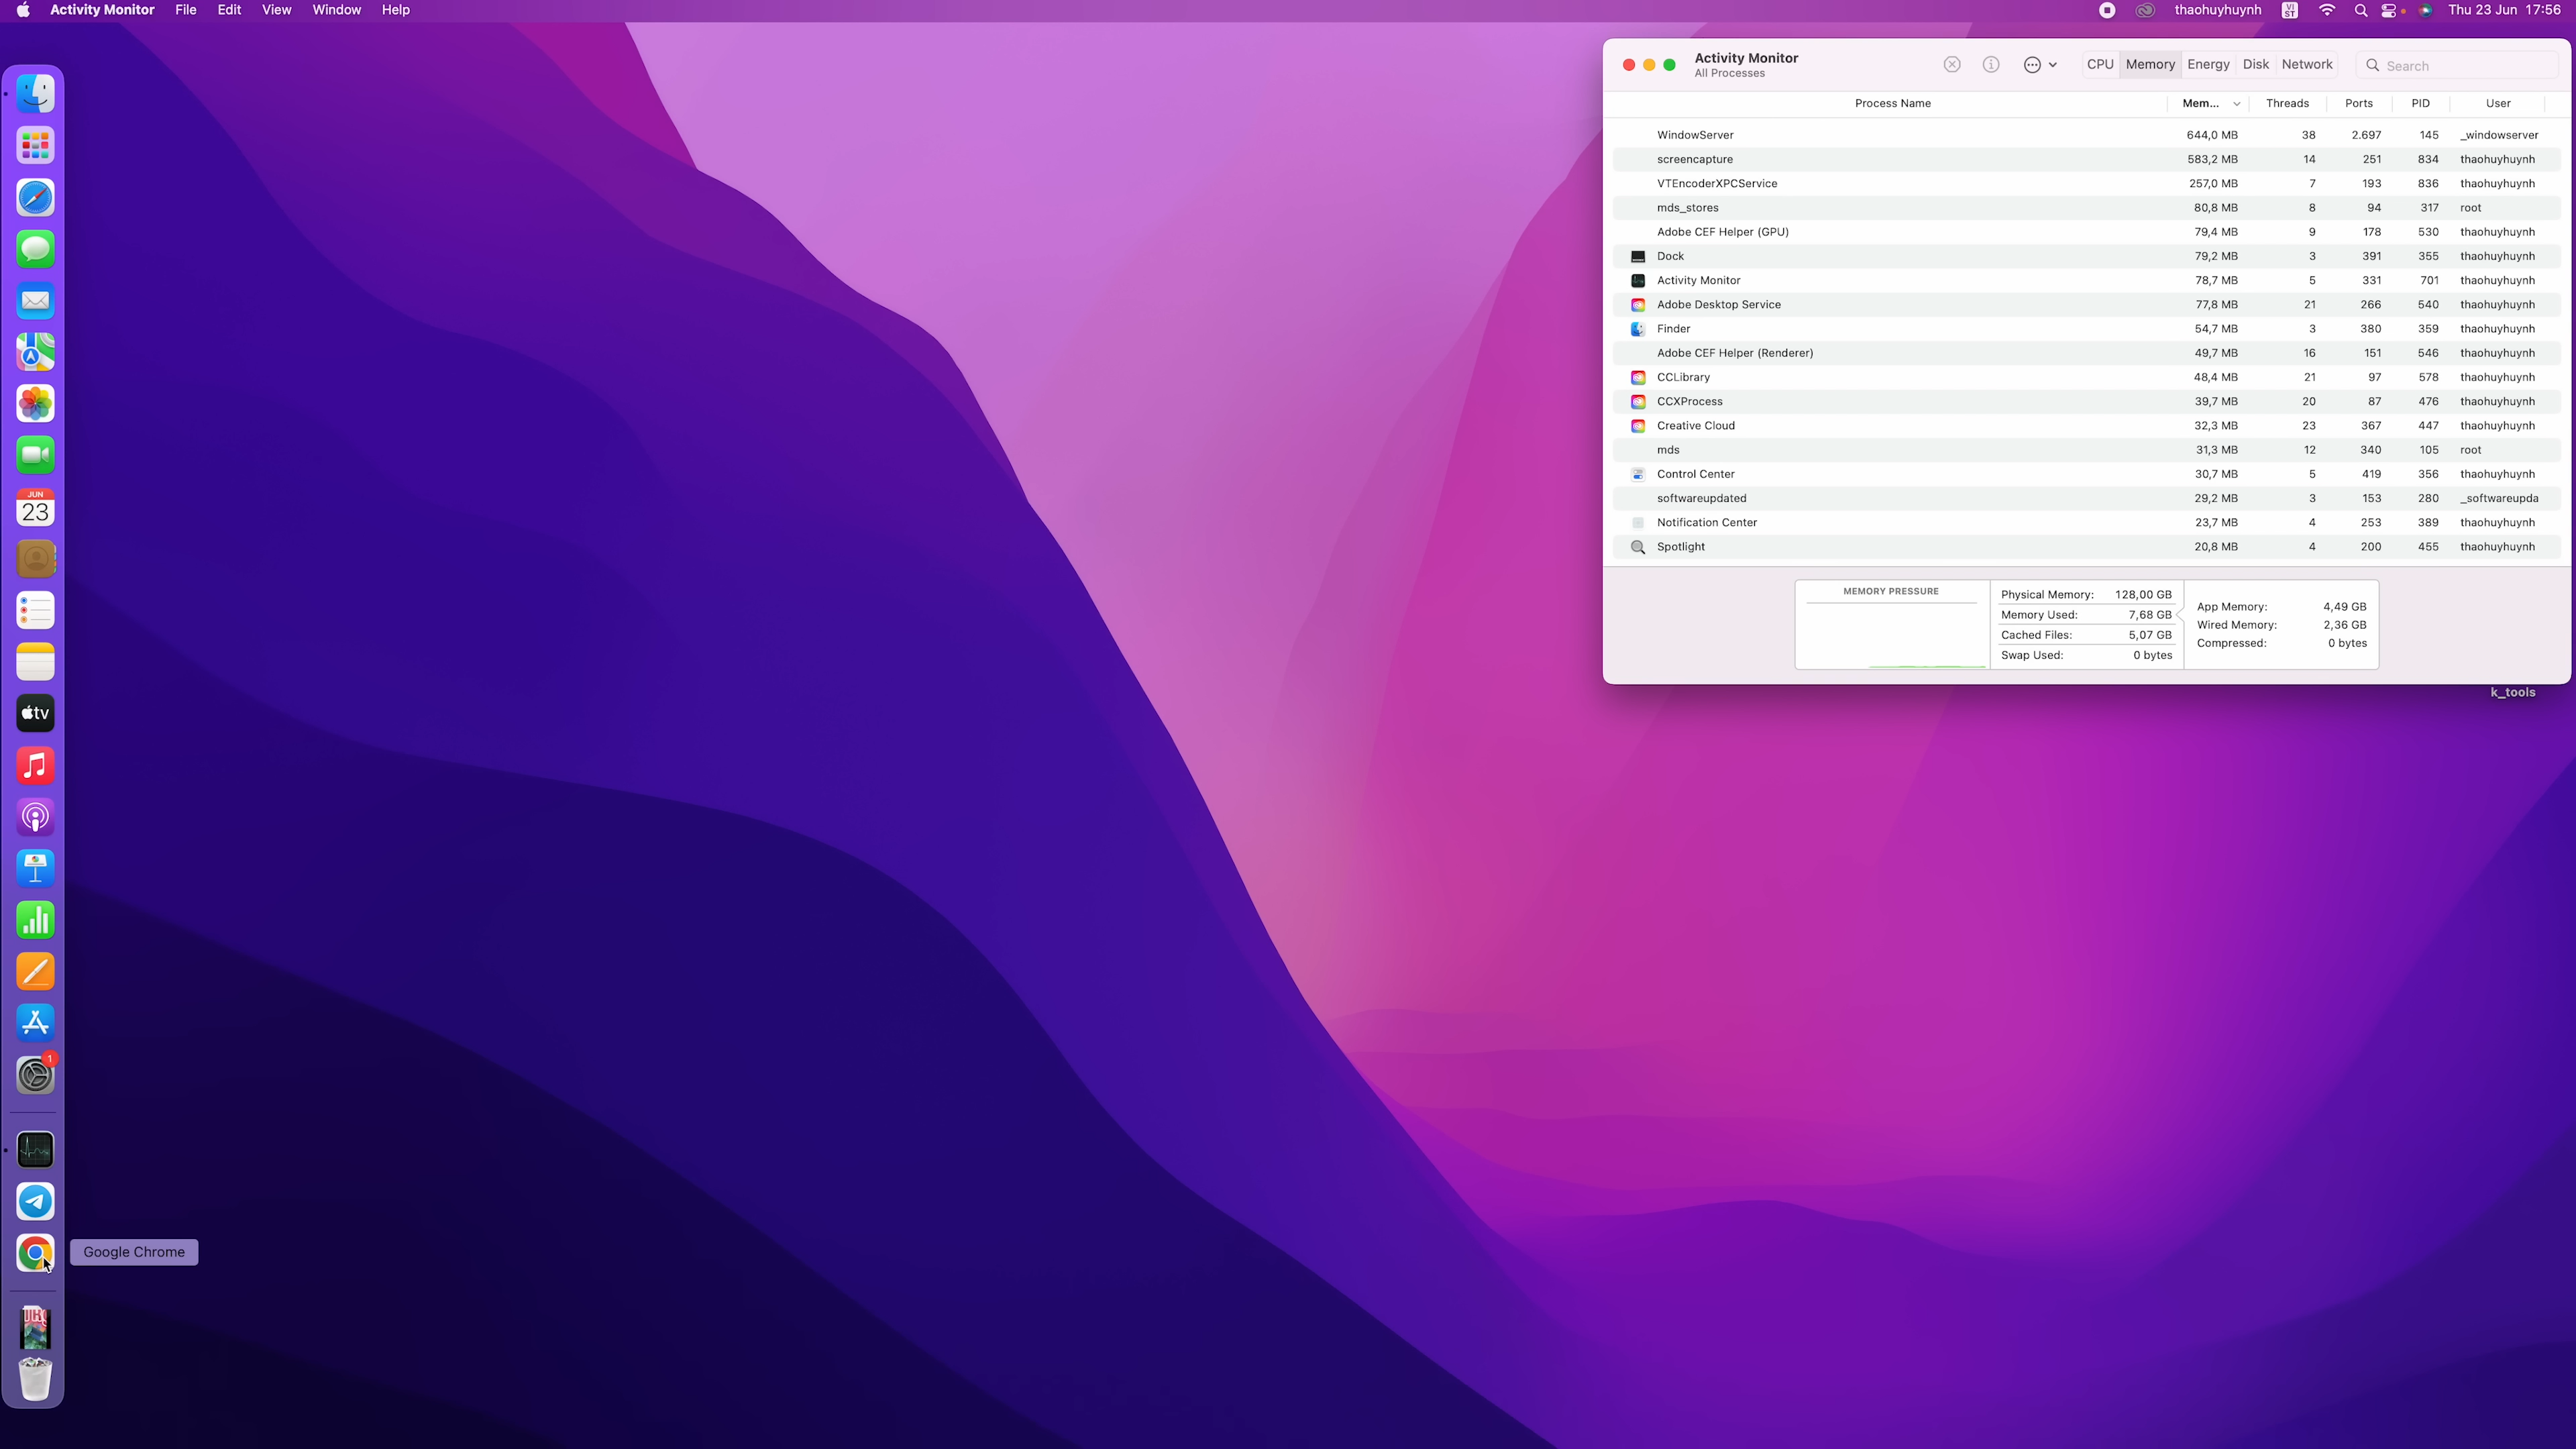 Activity Monitor File Edit View Window Help
thaohuyhuynh VI ST Thu 23 Jun 17:56
Activity Monitor
All Processes
CPU Memory Energy Disk Network Search
Process Name Mem... Threads Ports PID User
WindowServer 644,0 MB 38 2.697 145 _windowserver
screencapture 583,2 MB 14 251 834 thaohuyhuynh
VTEncoderXPCService 257,0 MB 7 193 836 thaohuyhuynh
mds_stores 80,8 MB 8 94 317 root
Adobe CEF Helper (GPU) 79,4 MB 9 178 530 thaohuyhuynh
Dock 79,2 MB 3 391 355 thaohuyhuynh
Activity Monitor 78,7 MB 5 331 701 thaohuyhuynh
Adobe Desktop Service 77,8 MB 21 266 540 thaohuyhuynh
Finder 54,7 MB 3 380 359 thaohuyhuynh
Adobe CEF Helper (Renderer) 49,7 MB 16 151 546 thaohuyhuynh
CCLibrary 48,4 MB 21 97 578 thaohuyhuynh
CCXProcess 39,7 MB 20 87 476 thaohuyhuynh
Creative Cloud 32,3 MB 23 367 447 thaohuyhuynh
mds 31,3 MB 12 340 105 root
Control Center 30,7 MB 5 419 356 thaohuyhuynh
softwareupdated 29,2 MB 3 153 280 _softwareupda
Notification Center 23,7 MB 4 253 389 thaohuyhuynh
Spotlight 20,8 MB 4 200 455 thaohuyhuynh
MEMORY PRESSURE
Physical Memory: 128,00 GB
Memory Used: 7,68 GB
Cached Files: 5,07 GB
Swap Used: 0 bytes
App Memory: 4,49 GB
Wired Memory: 2,36 GB
Compressed: 0 bytes
k_tools
JUN
23
tv
1
Google Chrome